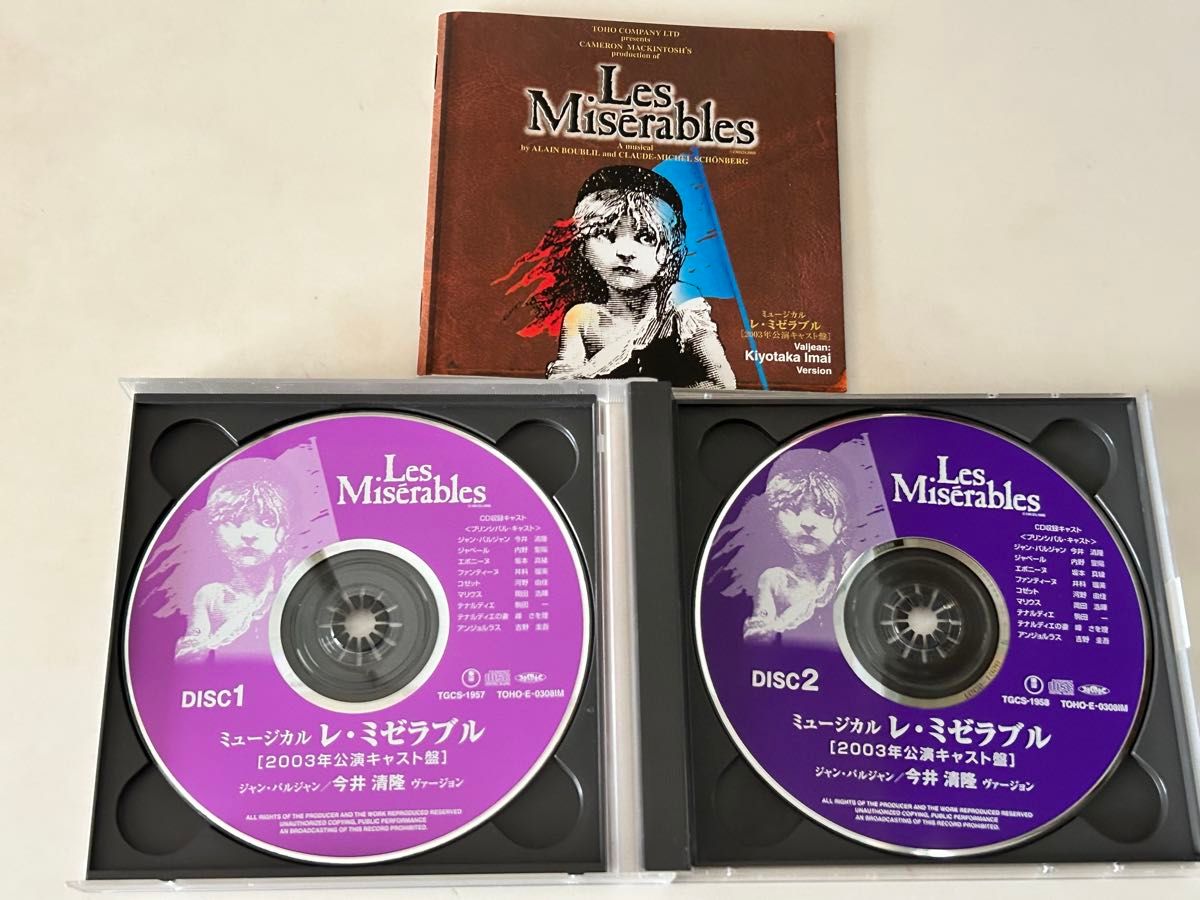 TOHO COMPANY LTD
presents
CAMERON MACKINTOSH'S
production of
Les
Misérables
A musical
by ALAIN BOUBLIL and CLAUDE-MICHEL SCHÖNBERG
ミュージカル
レ・ミゼラブル
[2003年公演キャスト盤]
Valjean:
Kiyotaka Imai
Version
Les
Misérables
CD収録キャスト
<プリンシパル・キャスト>
ジャン・バルジャン 今井 清隆
ジャベール 内野 聖陽
エポニーヌ 坂本 真綾
ファンティーヌ 井料 瑠美
コゼット 河野 由佳
マリウス 岡田 浩暉
テナルディエ 駒田 一
テナルディエの妻 峰 さを理
アンジョルラス 吉野 圭吾
DISC1
TGCS-1957 TOHO-E-0308IM
ミュージカル レ・ミゼラブル
[2003年公演キャスト盤]
ジャン・バルジャン/今井 清隆 ヴァージョン
ALL RIGHTS OF THE PRODUCER AND THE WORK REPRODUCED RESERVED
UNAUTHORIZED COPYING, PUBLIC PERFORMANCE
AN BROADCASTING OF THIS RECORD PROHIBITED.
Les
Misérables
CD収録キャスト
<プリンシパル・キャスト>
ジャン・バルジャン 今井 清隆
ジャベール 内野 聖陽
エポニーヌ 坂本 真綾
ファンティーヌ 井料 瑠美
コゼット 河野 由佳
マリウス 岡田 浩暉
テナルディエ 駒田 一
テナルディエの妻 峰 さを理
アンジョルラス 吉野 圭吾
DISC2
TGCS-1958 TOHO-E-0308IM
ミュージカル レ・ミゼラブル
[2003年公演キャスト盤]
ジャン・バルジャン/今井 清隆 ヴァージョン
ALL RIGHTS OF THE PRODUCER AND THE WORK REPRODUCED RESERVED
UNAUTHORIZED COPYING, PUBLIC PERFORMANCE
AN BROADCASTING OF THIS RECORD PROHIBITED.